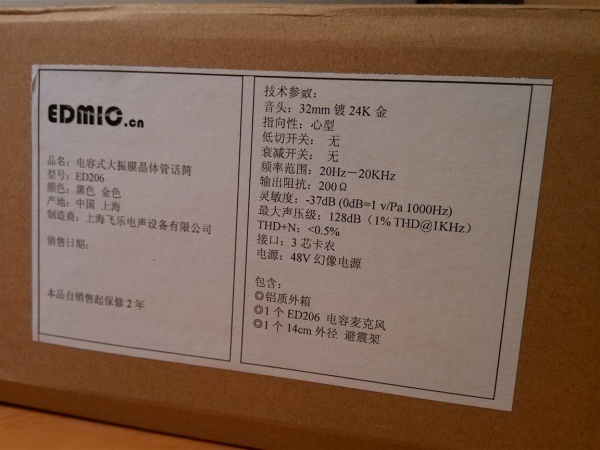 EDMIC.cn
品名：电容式大振膜晶体管话筒
型号：ED206
颜色：黑色 金色
产地：中国 上海
制造商：上海飞乐电声设备有限公司
销售日期：
本品自销售起保修 2 年
技术参数：
音头：32mm 镀 24K 金
指向性：心型
低切开关： 无
衰减开关： 无
频率范围：20Hz－20KHz
输出阻抗：200Ω
灵敏度：-37dB (0dB=1 v/Pa 1000Hz)
最大声压级：128dB（1% THD@1KHz）
THD+N：<0.5%
接口：3 芯卡农
电源：48V 幻像电源
包含：
◎铝质外箱
◎1 个 ED206 电容麦克风
◎1 个 14cm 外径 避震架